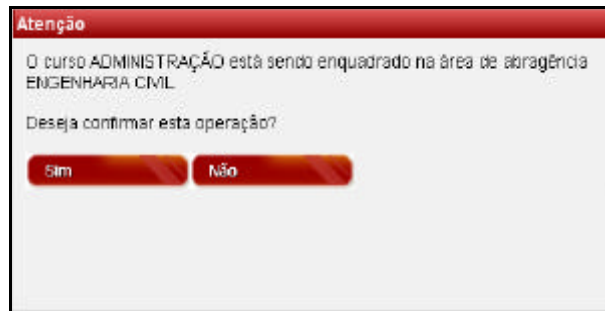 Atenção
O curso ADMINISTRAÇÃO está sendo enquadrado na área de abragência
ENGENHARIA CIVIL
Deseja confirmar esta operação?
Sim
Não